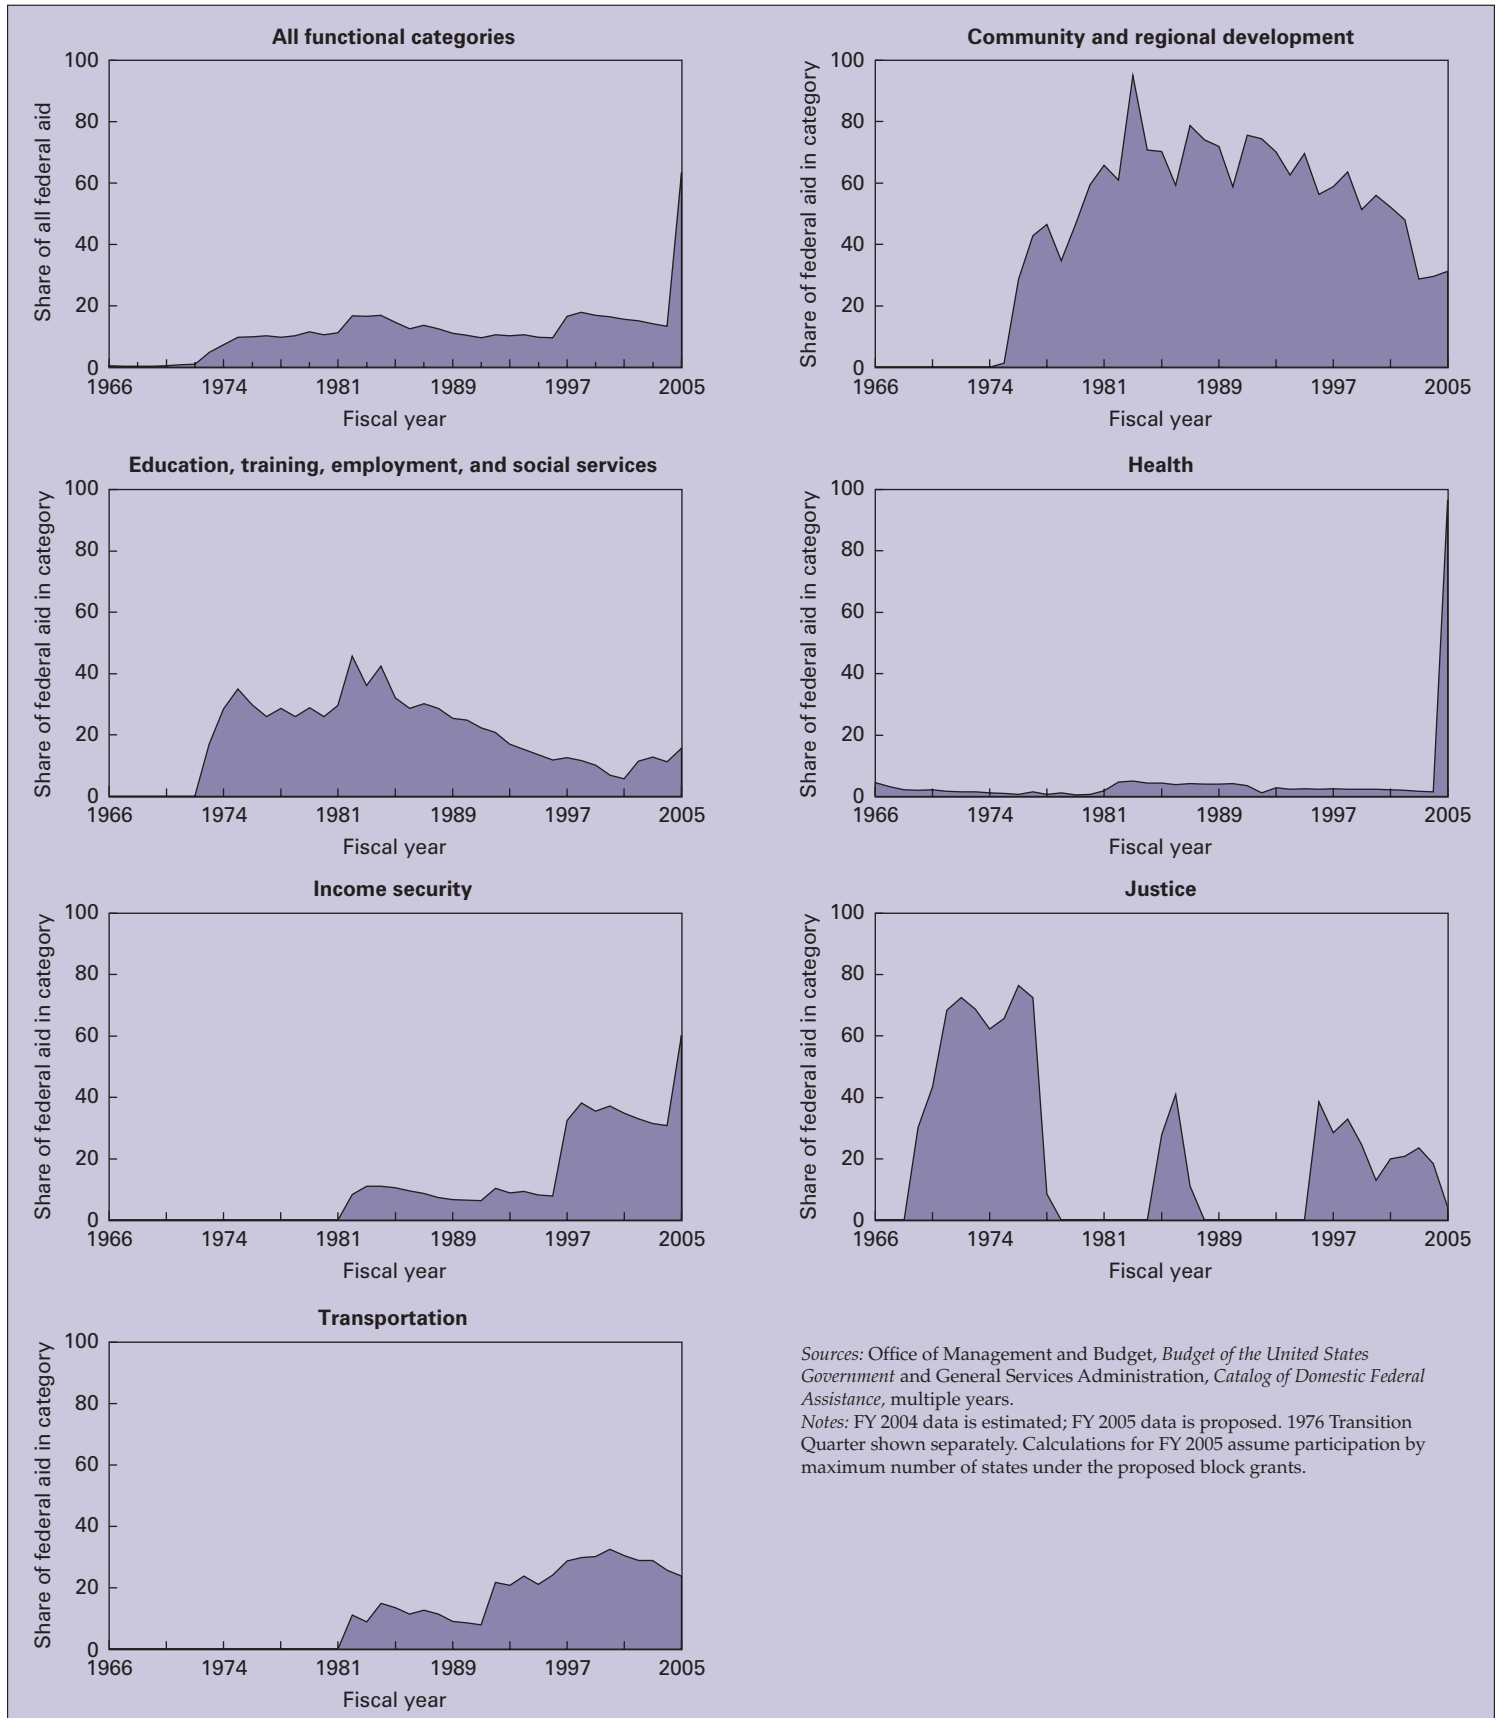 All functional categories
Share of all federal aid
100
80
60
40
20
0
1966 1974 1981 1989 1997 2005
Fiscal year
Community and regional development
Share of federal aid in category
100
80
60
40
20
0
1966 1974 1981 1989 1997 2005
Fiscal year
Education, training, employment, and social services
Share of federal aid in category
100
80
60
40
20
0
1966 1974 1981 1989 1997 2005
Fiscal year
Health
Share of federal aid in category
100
80
60
40
20
0
1966 1974 1981 1989 1997 2005
Fiscal year
Income security
Share of federal aid in category
100
80
60
40
20
0
1966 1974 1981 1989 1997 2005
Fiscal year
Justice
Share of federal aid in category
100
80
60
40
20
0
1966 1974 1981 1989 1997 2005
Fiscal year
Transportation
Share of federal aid in category
100
80
60
40
20
0
1966 1974 1981 1989 1997 2005
Fiscal year
Sources: Office of Management and Budget, Budget of the United States
Government and General Services Administration, Catalog of Domestic Federal
Assistance, multiple years.
Notes: FY 2004 data is estimated; FY 2005 data is proposed. 1976 Transition
Quarter shown separately. Calculations for FY 2005 assume participation by
maximum number of states under the proposed block grants.